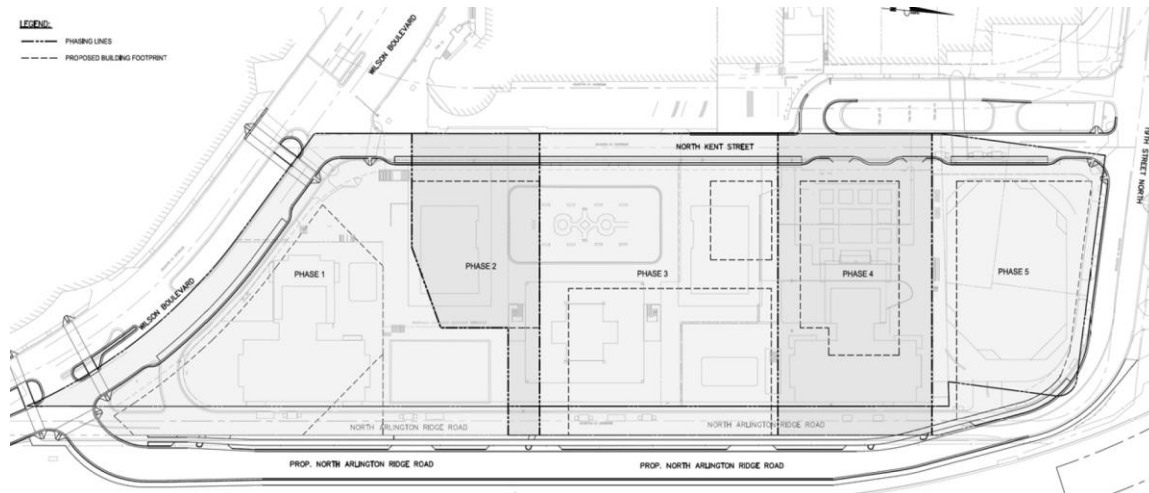 LEGEND:
PHASING LINES
PROPOSED BUILDING FOOTPRINT
WILSON BOULEVARD
NORTH KENT STREET
19TH STREET NORTH
PHASE 1
PHASE 2
PHASE 3
PHASE 4
PHASE 5
WILSON BOULEVARD
NORTH ARLINGTON RIDGE ROAD
NORTH ARLINGTON RIDGE ROAD
PROP. NORTH ARLINGTON RIDGE ROAD
PROP. NORTH ARLINGTON RIDGE ROAD